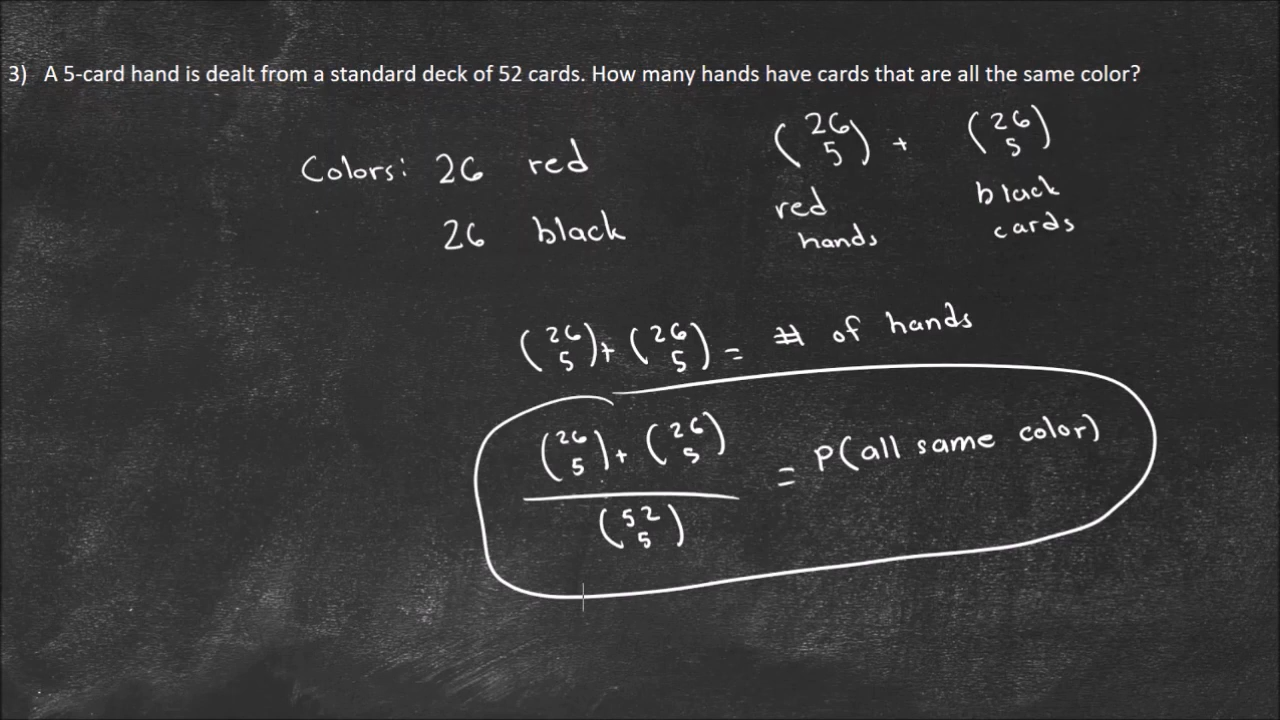 3) A 5-card hand is dealt from a standard deck of 52 cards. How many hands have cards that are all the same color?
Colors: 26 red
26 black
(26 5) + (26 5)
red hands
black cards
(26 5) + (26 5) = # of hands
(26 5) + (26 5)
(52 5)
= P(all same color)